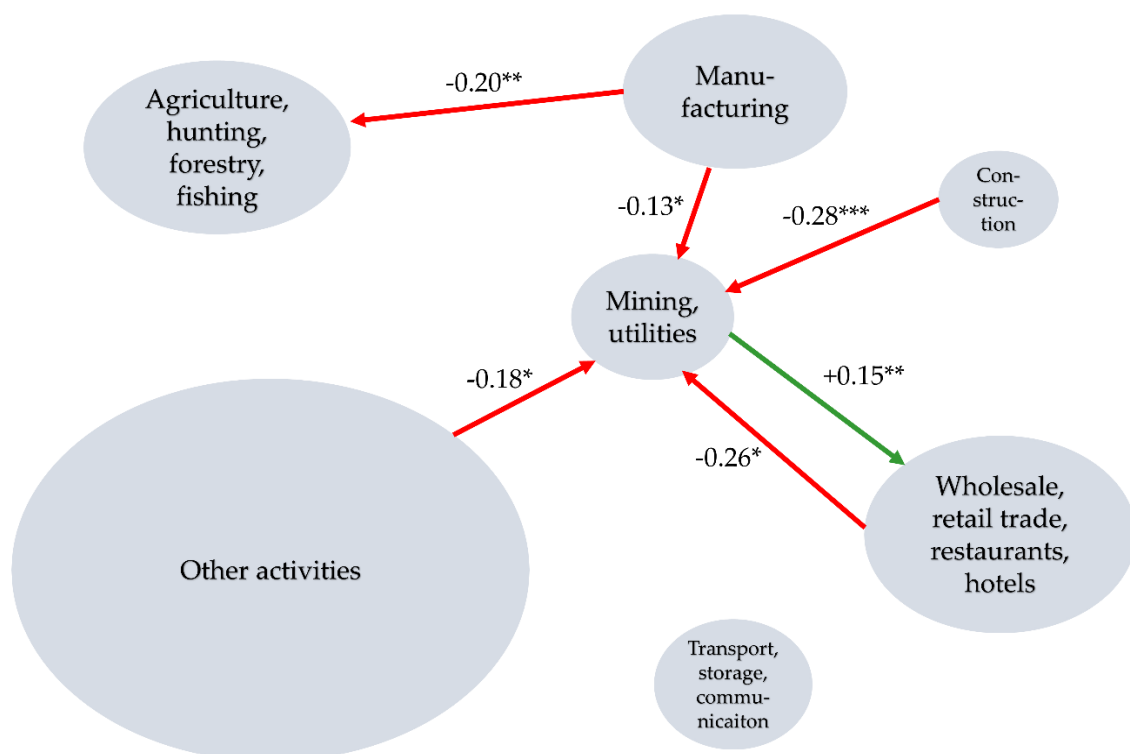 Agriculture,
hunting,
forestry,
fishing
-0.20**
Manu-
facturing
-0.13*
-0.28***
Con-
struc-
tion
Mining,
utilities
-0.18*
+0.15**
-0.26*
Other activities
Wholesale,
retail trade,
restaurants,
hotels
Transport,
storage,
commu-
nicaiton